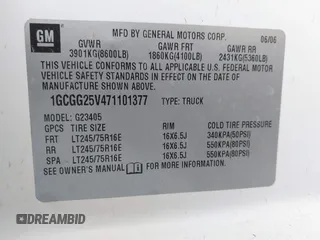 GM
MFD BY GENERAL MOTORS CORP. 06/06
GVWR GAWR FRT GAWR RR
3901KG(8600LB) 1860KG(4100LB) 2431KG(5360LB)
THIS VEHICLE CONFORMS TO ALL APPLICABLE U.S. FEDERAL
MOTOR VEHICLE SAFETY STANDARDS IN EFFECT ON THE DATE OF
MANUFACTURE SHOWN ABOVE.
1GCGG25V471101377 TYPE: TRUCK
MODEL: G23405
GPCS TIRE SIZE RIM COLD TIRE PRESSURE
FRT LT245/75R16E 16X6.5J 340KPA(50PSI)
RR LT245/75R16E 16X6.5J 550KPA(80PSI)
SPA LT245/75R16E 16X6.5J 550KPA(80PSI)
SEE OWNER'S MANUAL FOR MORE INFORMATION.
DREAMBID